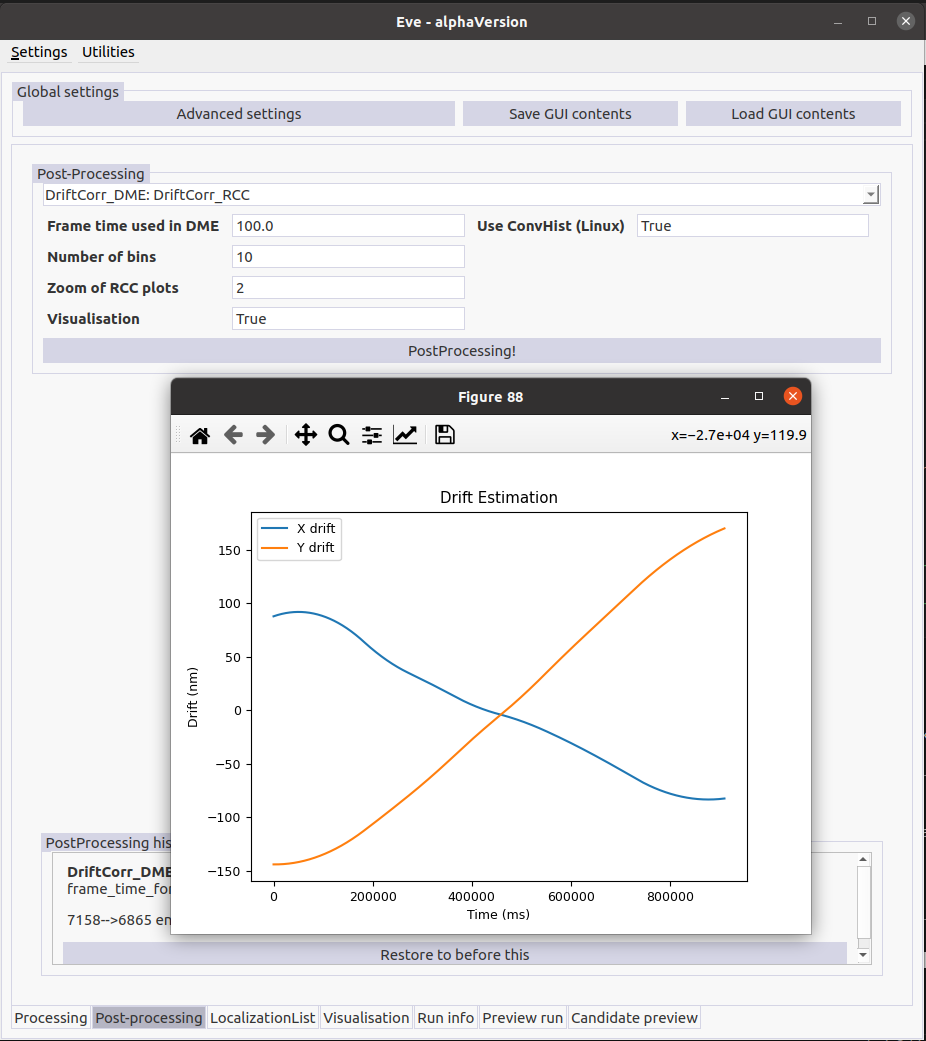 Eve - alphaVersion
Settings Utilities
Global settings
Advanced settings Save GUI contents Load GUI contents
Post-Processing
DriftCorr_DME: DriftCorr_RCC
Frame time used in DME 100.0 Use ConvHist (Linux) True
Number of bins 10
Zoom of RCC plots 2
Visualisation True
PostProcessing!
Figure 88
x=−2.7e+04 y=119.9
Drift Estimation
X drift
Y drift
150
100
50
0
−50
−100
−150
Drift (nm)
0 200000 400000 600000 800000
Time (ms)
PostProcessing his
DriftCorr_DME
frame_time_for
7158-->6865 en
Restore to before this
Processing Post-processing LocalizationList Visualisation Run info Preview run Candidate preview